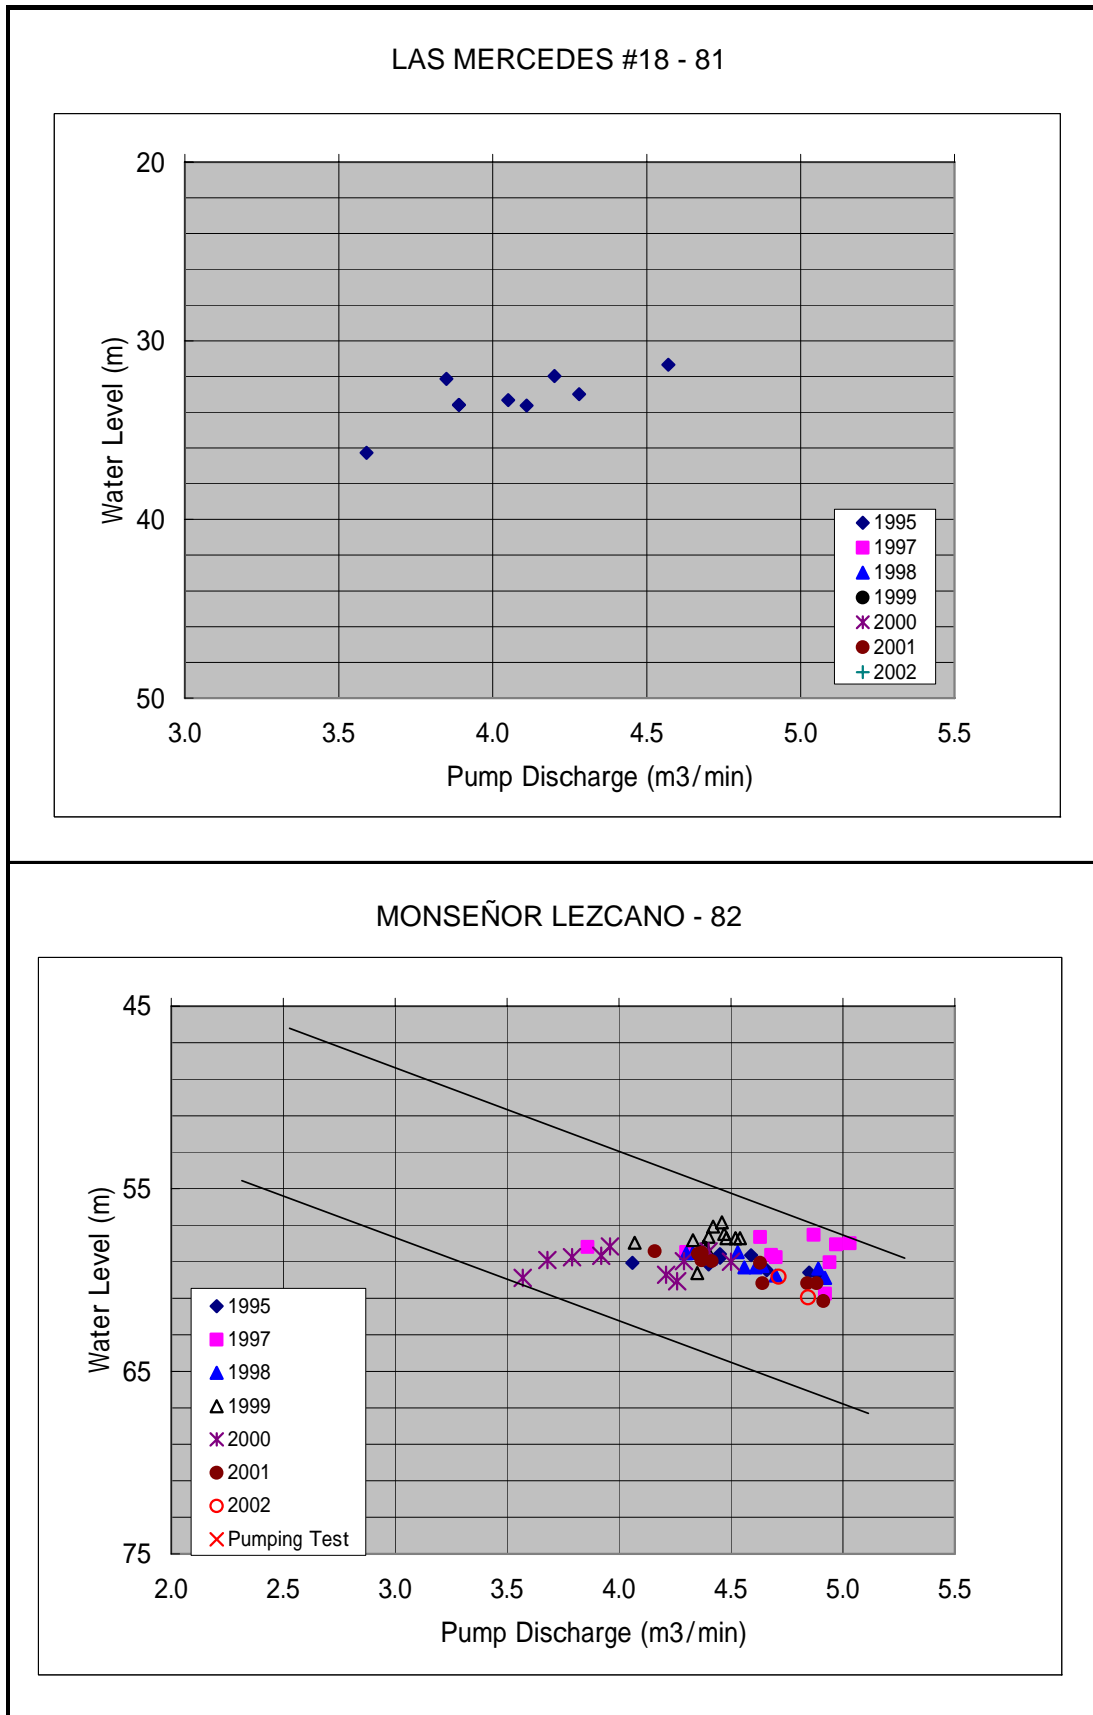 LAS MERCEDES #18 - 81
20
30
40
50
Water Level (m)
1995
1997
1998
1999
2000
2001
2002
3.0 3.5 4.0 4.5 5.0 5.5
Pump Discharge (m3/min)
MONSEÑOR LEZCANO - 82
45
55
65
75
Water Level (m)
1995
1997
1998
1999
2000
2001
2002
Pumping Test
2.0 2.5 3.0 3.5 4.0 4.5 5.0 5.5
Pump Discharge (m3/min)